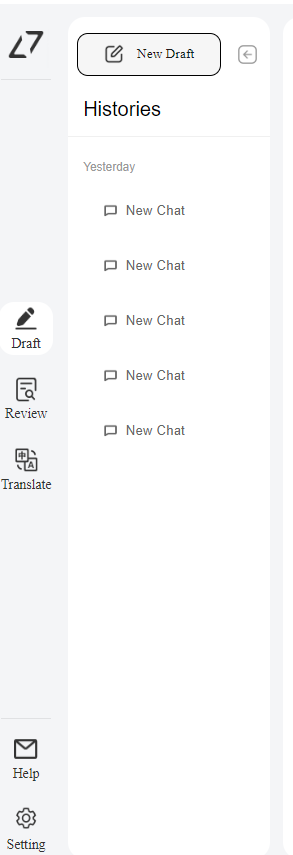 New Draft
Histories
Yesterday
New Chat
New Chat
New Chat
New Chat
New Chat
Draft
Review
中
A
Translate
Help
Setting